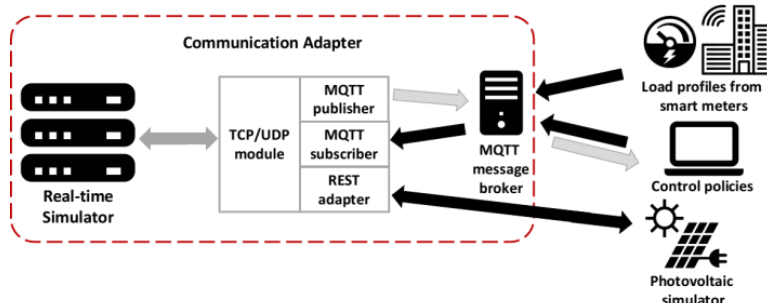 Communication Adapter
Real-time
Simulator
TCP/UDP
module
MQTT
publisher
MQTT
subscriber
REST
adapter
MQTT
message
broker
Load profiles from
smart meters
Control policies
Photovoltaic
simulator